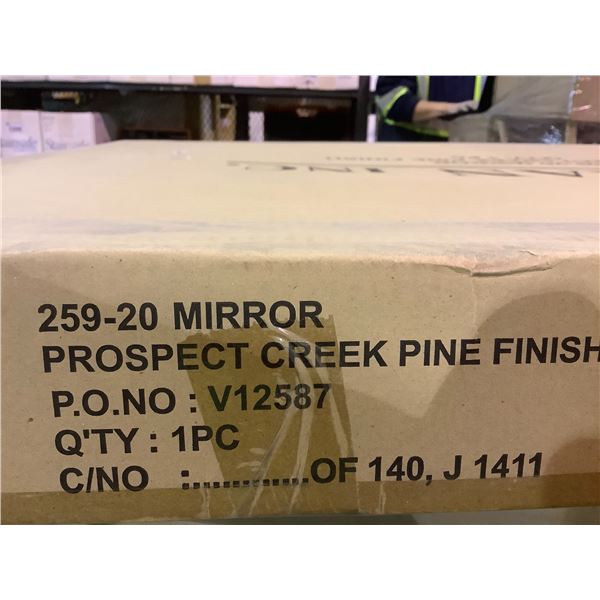 259-20 MIRROR
PROSPECT CREEK PINE FINISH
P.O.NO : V12587
Q'TY : 1PC
C/NO :.............OF 140, J 1411